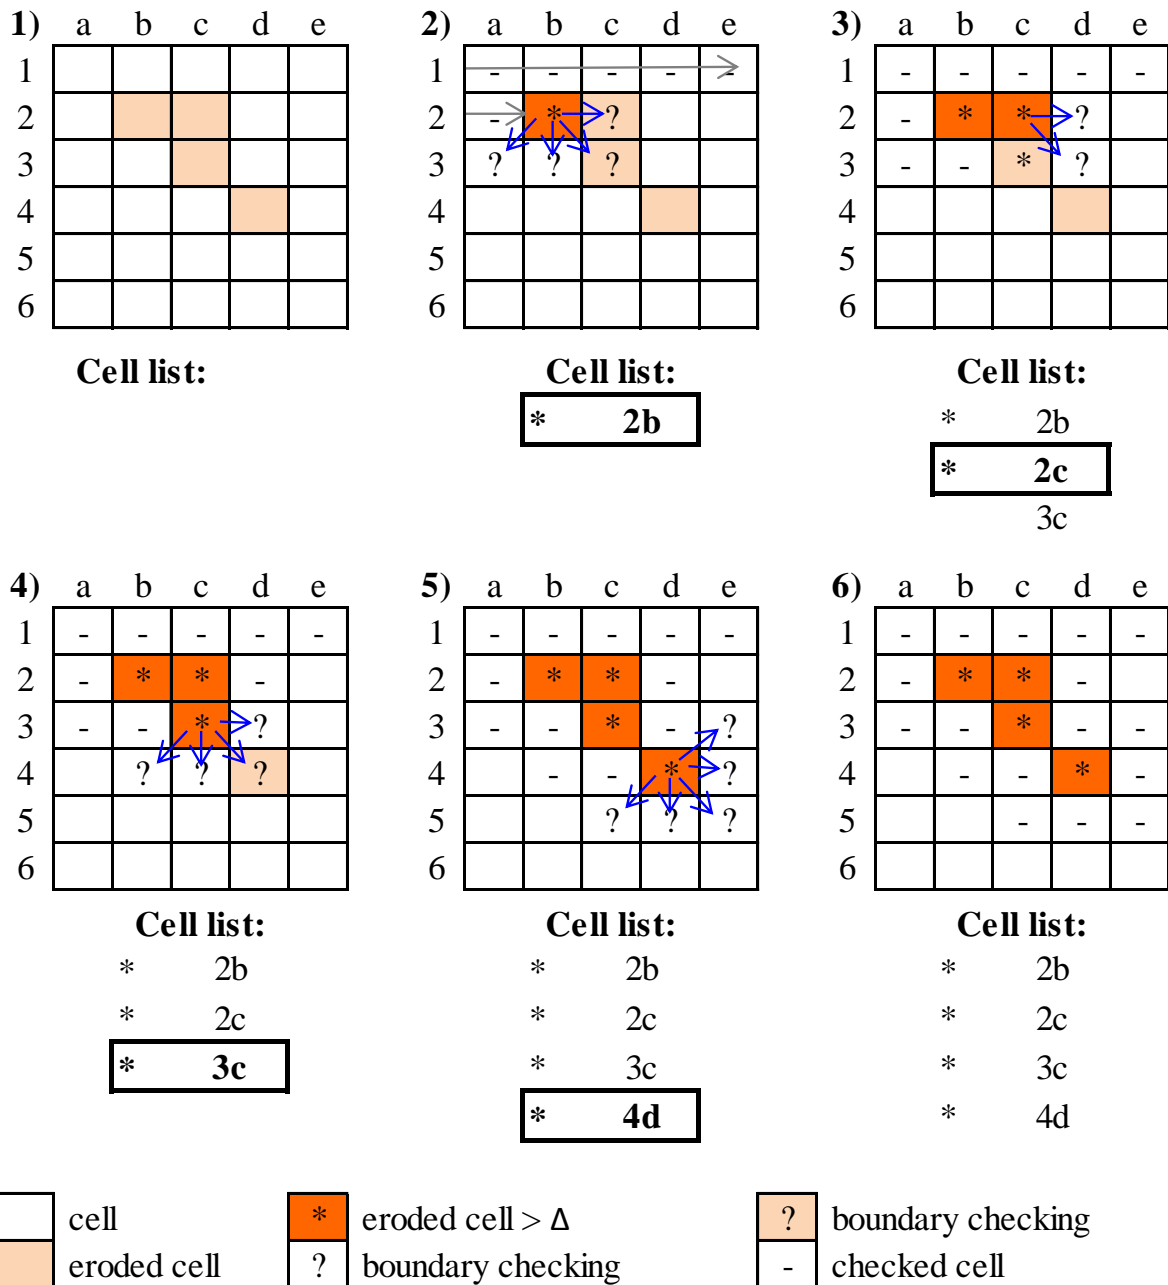 1) a b c d e 2) a b c d e 3) a b c d e
1 1 - - - - - 1 - - - - -
2 2 - * ? 2 - * * ?
3 3 ? ? ? 3 - - * ?
4 4 4
5 5 5
6 6 6
Cell list: Cell list: Cell list:
* 2b * 2b
* 2c
3c
4) a b c d e 5) a b c d e 6) a b c d e
1 - - - - - 1 - - - - - 1 - - - - -
2 - * * - 2 - * * - 2 - * * -
3 - - * ? 3 - - * ? 3 - - * - -
4 ? ? ? 4 - - * ? 4 - - * -
5 5 ? ? ? 5 - - -
6 6 6
Cell list: Cell list: Cell list:
* 2b * 2b * 2b
* 2c * 2c * 2c
* 3c * 3c * 3c
* 4d * 4d
cell * eroded cell > Δ ? boundary checking
eroded cell ? boundary checking - checked cell